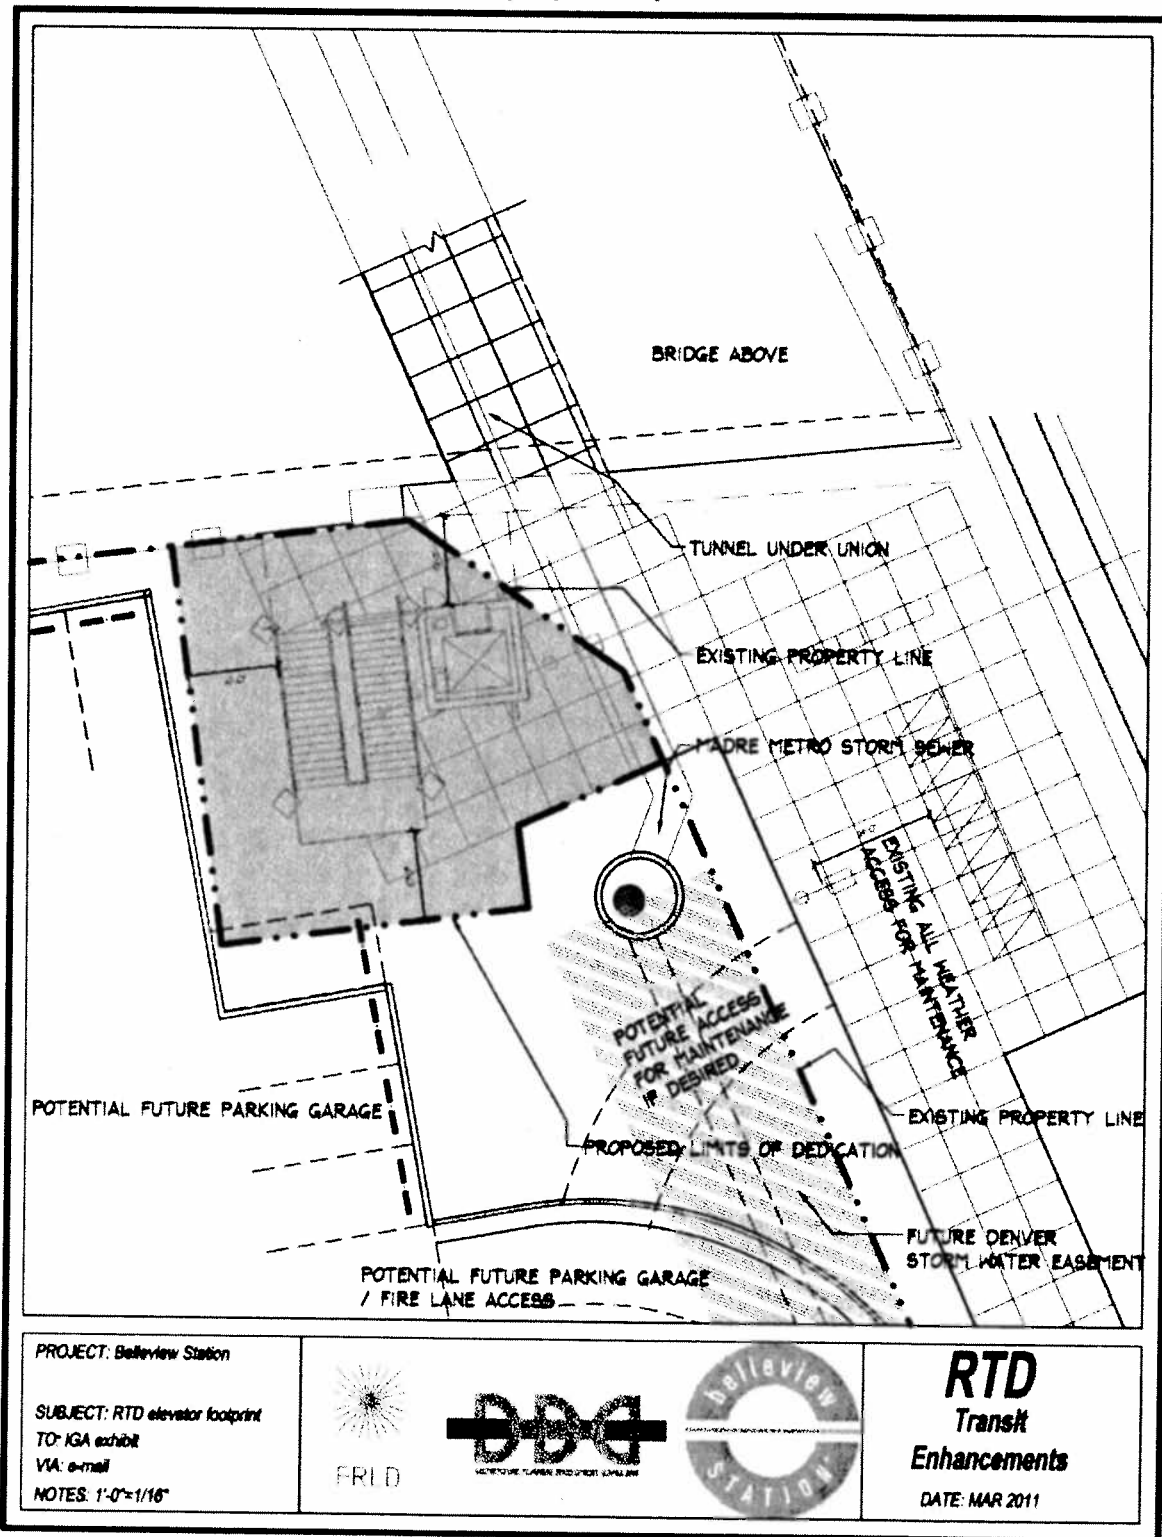 BRIDGE ABOVE
TUNNEL UNDER UNION
EXISTING PROPERTY LINE
MADRE METRO STORM SEWER
EXISTING ALL WEATHER
ACCESS FOR MAINTENANCE
POTENTIAL
FUTURE ACCESS
FOR MAINTENANCE
IF DESIRED
POTENTIAL FUTURE PARKING GARAGE
EXISTING PROPERTY LINE
PROPOSED LIMITS OF DEDICATION
FUTURE DENVER
STORM WATER EASEMENT
POTENTIAL FUTURE PARKING GARAGE
/ FIRE LANE ACCESS
PROJECT: Belleview Station
SUBJECT: RTD elevator footprint
TO: IGA exhibit
VIA: e-mail
NOTES: 1'-0"=1/16"
FRLD
DDC
belleview
STATION
RTD
Transit
Enhancements
DATE: MAR 2011